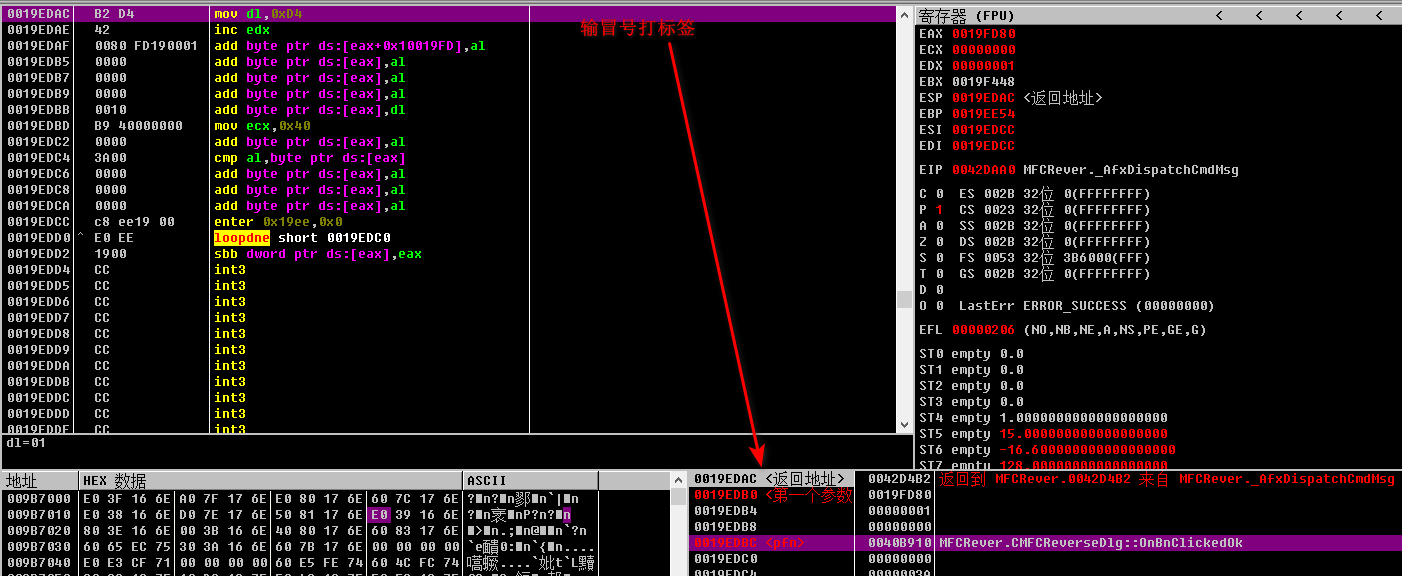 0019EDAC B2 D4 mov dl,0xD4
0019EDAE 42 inc edx
0019EDAF 0080 FD190001 add byte ptr ds:[eax+0x10019FD],al
0019EDB5 0000 add byte ptr ds:[eax],al
0019EDB7 0000 add byte ptr ds:[eax],al
0019EDB9 0000 add byte ptr ds:[eax],al
0019EDBB 0010 add byte ptr ds:[eax],dl
0019EDBD B9 40000000 mov ecx,0x40
0019EDC2 0000 add byte ptr ds:[eax],al
0019EDC4 3A00 cmp al,byte ptr ds:[eax]
0019EDC6 0000 add byte ptr ds:[eax],al
0019EDC8 0000 add byte ptr ds:[eax],al
0019EDCA 0000 add byte ptr ds:[eax],al
0019EDCC c8 ee19 00 enter 0x19ee,0x0
0019EDD0 ^ E0 EE loopdne short 0019EDC0
0019EDD2 1900 sbb dword ptr ds:[eax],eax
0019EDD4 CC int3
0019EDD5 CC int3
0019EDD6 CC int3
0019EDD7 CC int3
0019EDD8 CC int3
0019EDD9 CC int3
0019EDDA CC int3
0019EDDB CC int3
0019EDDC CC int3
0019EDDD CC int3
0019EDDE CC int3
输冒号打标签
dl=01
寄存器 (FPU) < < < < <
EAX 0019FD80
ECX 00000000
EDX 00000001
EBX 0019F448
ESP 0019EDAC <返回地址>
EBP 0019EE54
ESI 0019EDCC
EDI 0019EDCC
EIP 0042DAA0 MFCRever._AfxDispatchCmdMsg
C 0 ES 002B 32位 0(FFFFFFFF)
P 1 CS 0023 32位 0(FFFFFFFF)
A 0 SS 002B 32位 0(FFFFFFFF)
Z 0 DS 002B 32位 0(FFFFFFFF)
S 0 FS 0053 32位 3B6000(FFF)
T 0 GS 002B 32位 0(FFFFFFFF)
D 0
O 0 LastErr ERROR_SUCCESS (00000000)
EFL 00000206 (NO,NB,NE,A,NS,PE,GE,G)
ST0 empty 0.0
ST1 empty 0.0
ST2 empty 0.0
ST3 empty 0.0
ST4 empty 1.0000000000000000000
ST5 empty 15.000000000000000000
ST6 empty -16.600000000000000000
ST7 empty 128.00000000000000000
地址 HEX 数据 ASCII
009B7000 E0 3F 16 6E A0 7F 17 6E E0 80 17 6E 60 7C 17 6E
009B7010 E0 38 16 6E D0 7E 17 6E 50 81 17 6E E0 39 16 6E
009B7020 80 3E 16 6E 00 3B 16 6E 40 80 17 6E 60 83 17 6E
009B7030 60 65 EC 75 30 3A 16 6E 60 7B 17 6E 00 00 00 00
009B7040 E0 E3 CF 71 00 00 00 00 60 E5 FE 74 60 4C FC 74
0019EDAC <返回地址> 0042D4B2 返回到 MFCRever.0042D4B2 来自 MFCRever._AfxDispatchCmdMsg
0019EDB0 <第一个参数 0019FD80
0019EDB4 00000001
0019EDB8 00000000
0019EDBC <pfn> 0040B910 MFCRever.CMFCReverseDlg::OnBnClickedOk
0019EDC0 00000000
0019EDC4 0000003A